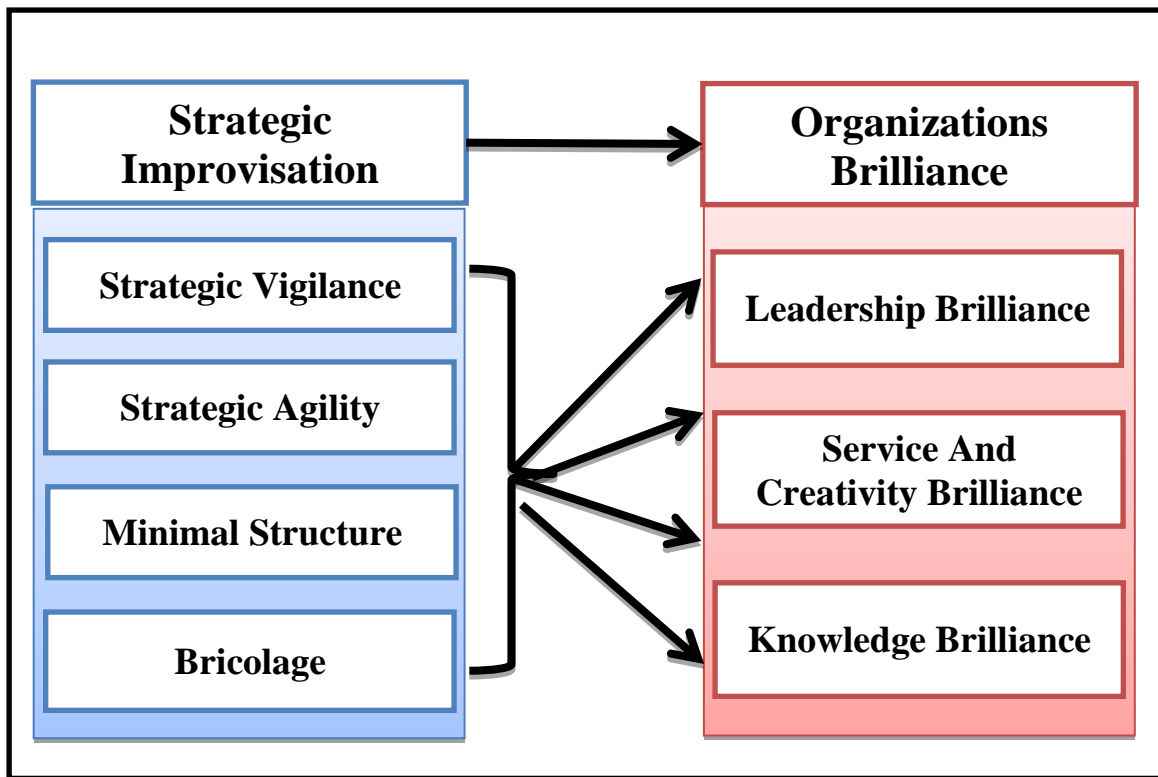 Strategic
Improvisation
Organizations
Brilliance
Strategic Vigilance
Strategic Agility
Minimal Structure
Bricolage
Leadership Brilliance
Service And
Creativity Brilliance
Knowledge Brilliance